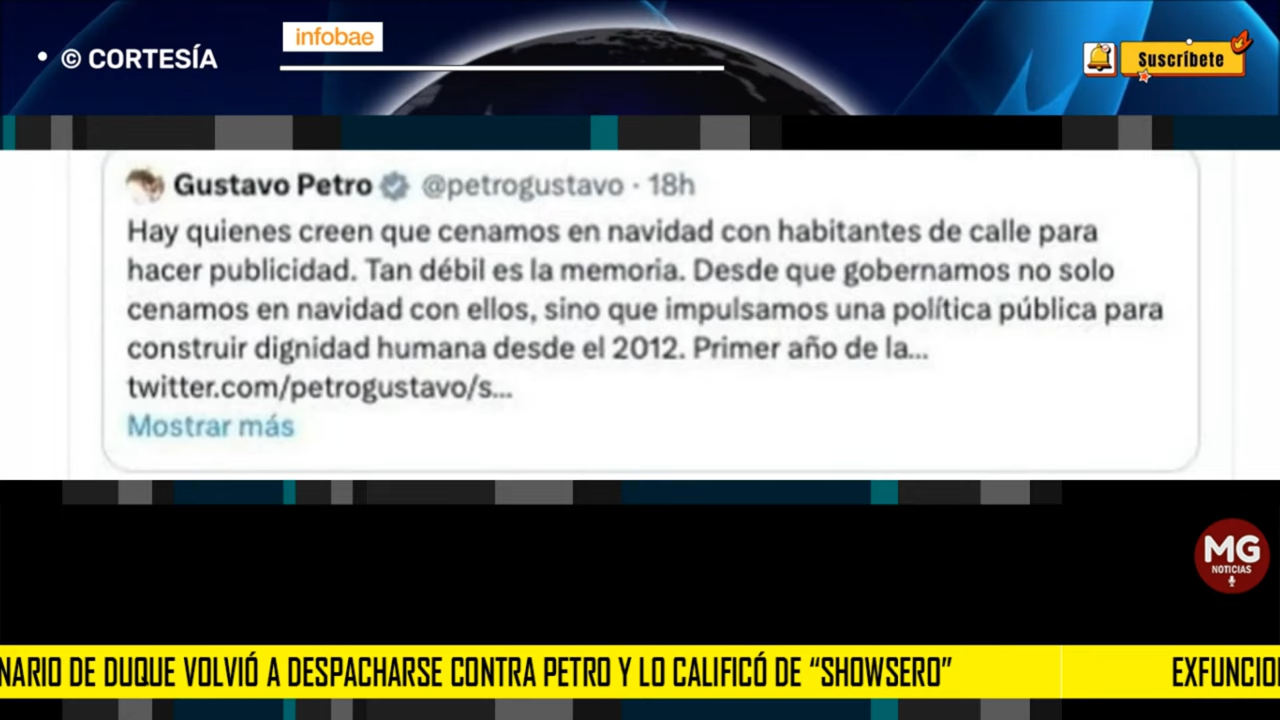 © CORTESÍA
infobae
Suscríbete
Gustavo Petro @petrogustavo · 18h
Hay quienes creen que cenamos en navidad con habitantes de calle para
hacer publicidad. Tan débil es la memoria. Desde que gobernamos no solo
cenamos en navidad con ellos, sino que impulsamos una política pública para
construir dignidad humana desde el 2012. Primer año de la...
twitter.com/petrogustavo/s...
Mostrar más
MG
NOTICIAS
NARIO DE DUQUE VOLVIÓ A DESPACHARSE CONTRA PETRO Y LO CALIFICÓ DE “SHOWSERO” EXFUNCIO